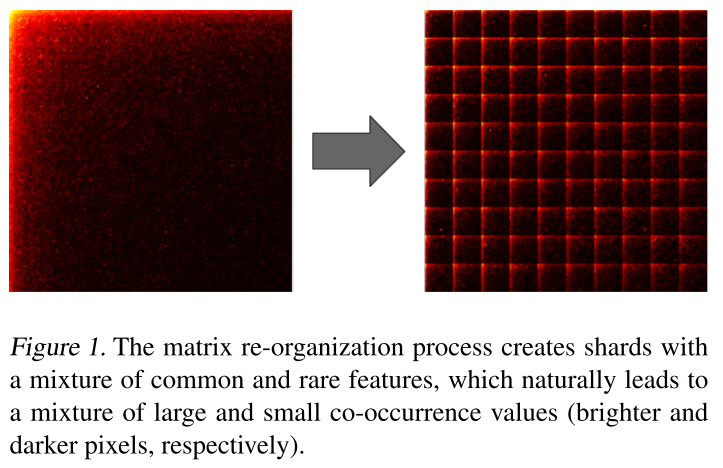 Figure 1. The matrix re-organization process creates shards with
a mixture of common and rare features, which naturally leads to
a mixture of large and small co-occurrence values (brighter and
darker pixels, respectively).